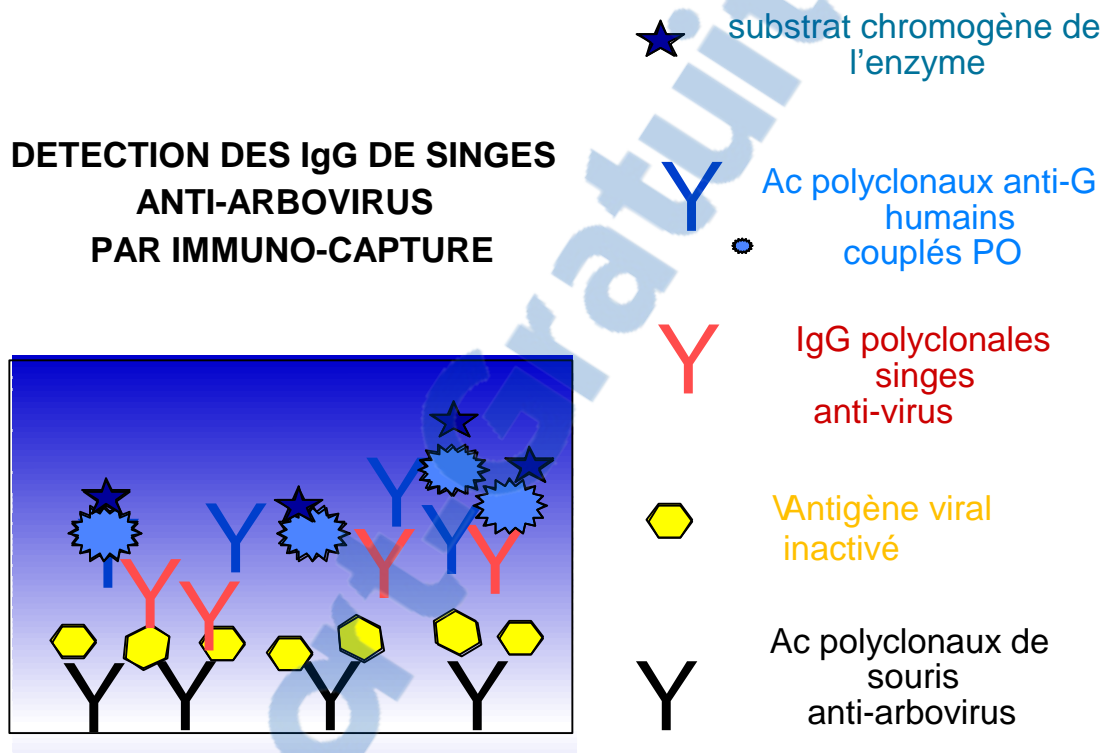 DETECTION DES IgG DE SINGES
ANTI-ARBOVIRUS
PAR IMMUNO-CAPTURE
substrat chromogène de
l'enzyme
Ac polyclonaux anti-G
humains
couplés PO
IgG polyclonales
singes
anti-virus
Antigène viral
inactivé
Ac polyclonaux de
souris
anti-arbovirus